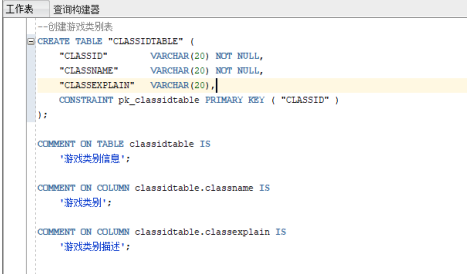 工作表 查询构建器
--创建游戏类别表
CREATE TABLE "CLASSIDTABLE" (
"CLASSID" VARCHAR(20) NOT NULL,
"CLASSNAME" VARCHAR(20) NOT NULL,
"CLASSEXPLAIN" VARCHAR(20),
CONSTRAINT pk_classidtable PRIMARY KEY ( "CLASSID" )
);
COMMENT ON TABLE classidtable IS
'游戏类别信息';
COMMENT ON COLUMN classidtable.classname IS
'游戏类别';
COMMENT ON COLUMN classidtable.classexplain IS
'游戏类别描述';